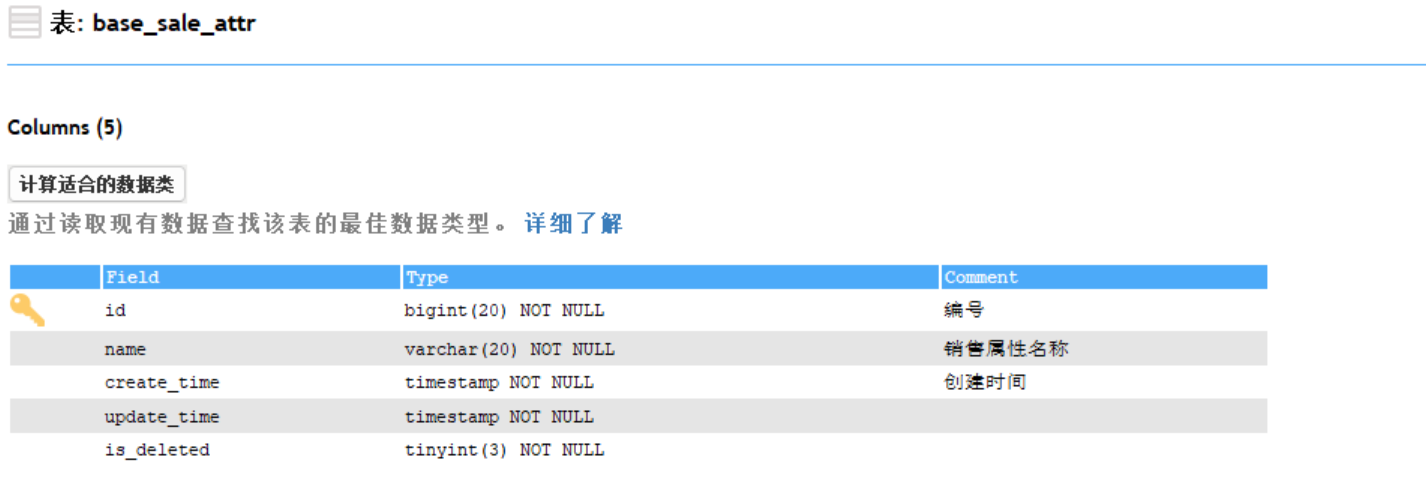 表: base_sale_attr
Columns (5)
计算适合的数据类
通过读取现有数据查找该表的最佳数据类型。 详细了解
Field Type Comment
id bigint(20) NOT NULL 编号
name varchar(20) NOT NULL 销售属性名称
create_time timestamp NOT NULL 创建时间
update_time timestamp NOT NULL
is_deleted tinyint(3) NOT NULL